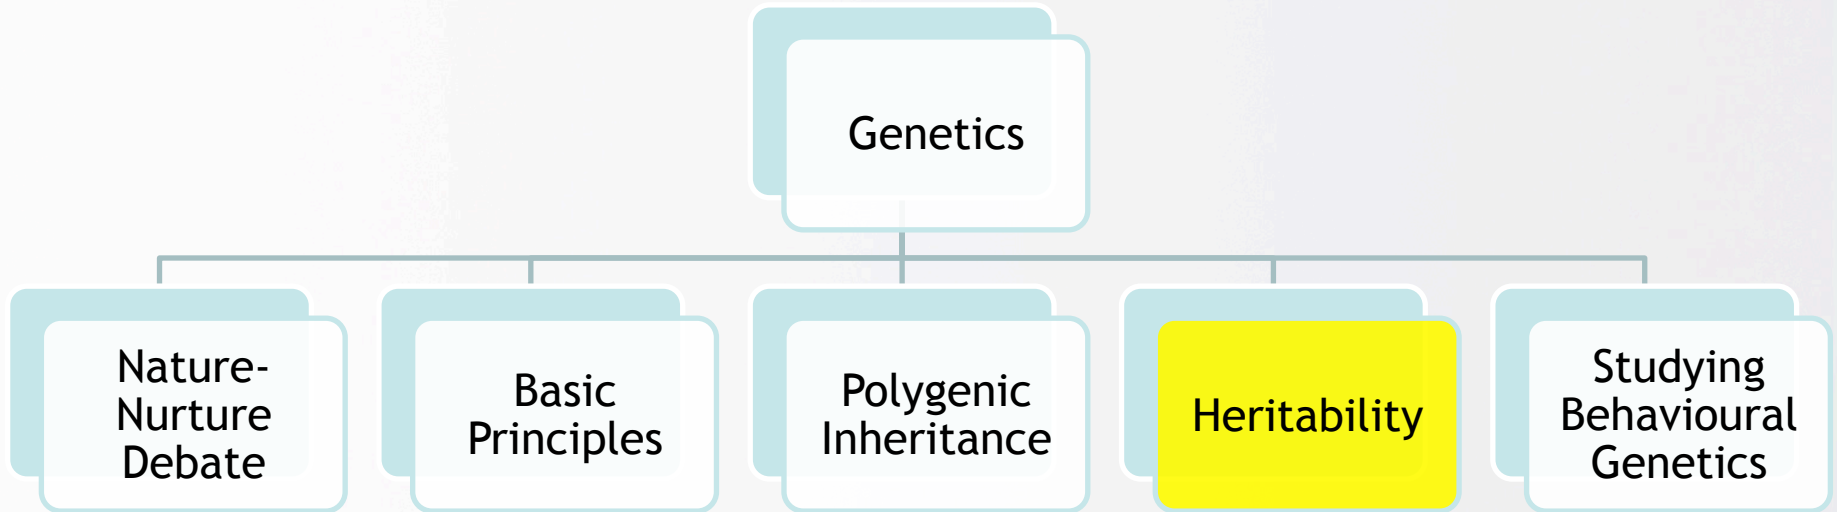 Genetics
Nature-
Nurture
Debate
Basic
Principles
Polygenic
Inheritance
Heritability
Studying
Behavioural
Genetics